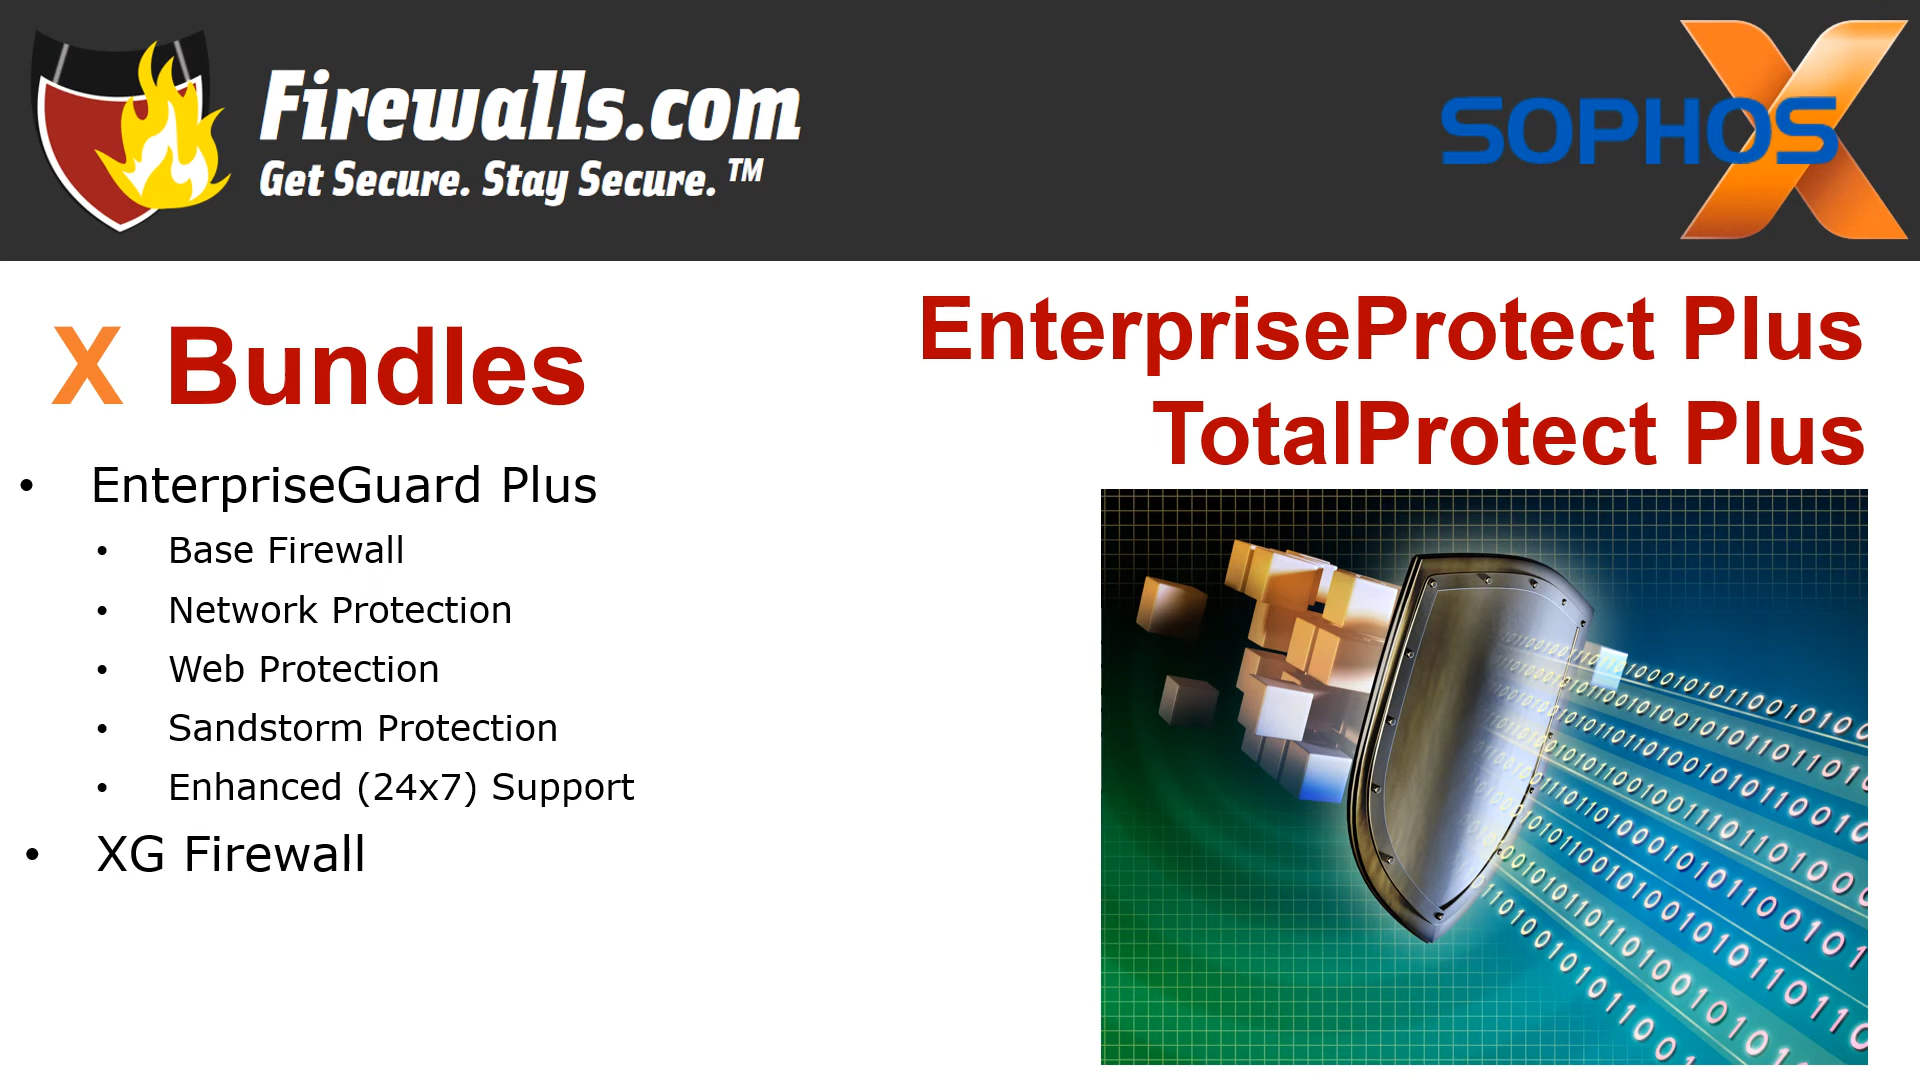 Firewalls.com
Get Secure. Stay Secure.™
SOPHOS X
X Bundles
EnterpriseProtect Plus
TotalProtect Plus
• EnterpriseGuard Plus
• Base Firewall
• Network Protection
• Web Protection
• Sandstorm Protection
• Enhanced (24x7) Support
• XG Firewall